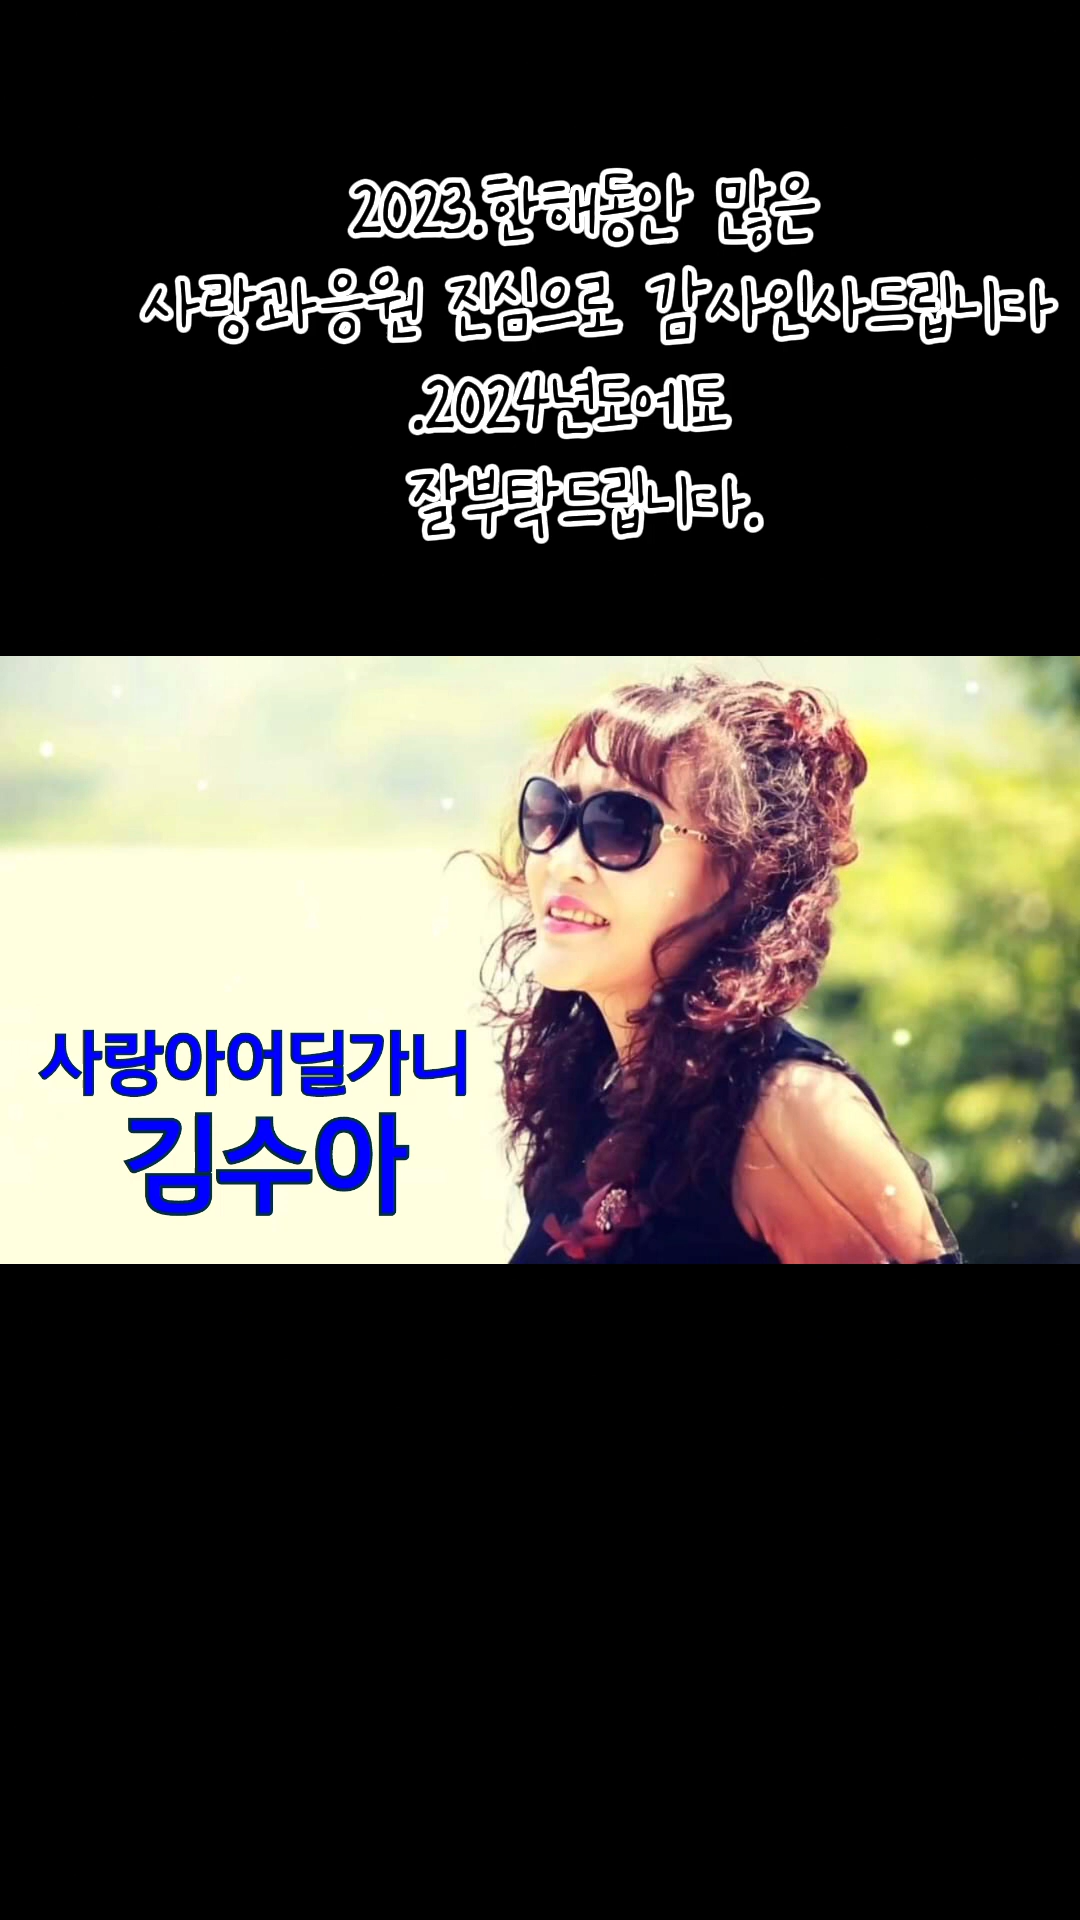 2023.한해동안 많은
사랑과응원 진심으로 감사인사드립니다
.2024년도에도
잘부탁드립니다.
사랑아어딜가니
김수아